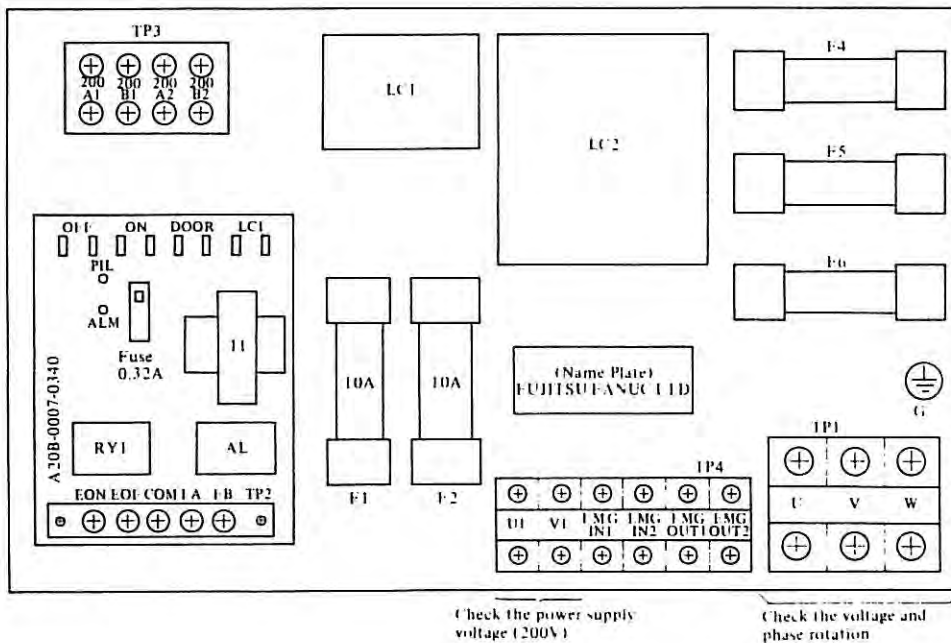 TP3
200 200 200 200
A1 B1 A2 B2
LC1
LC2
F4
F5
F6
OFF ON DOOR LC1
PIL
ALM
Fuse
0.32A
A20B-0007-0340
RY1
AL
EON EOF COM FA FB TP2
10A
10A
F1
F2
(Name Plate)
FUJITSU FANUC LTD
G
TP4
U1 V1 EMG IN1 EMG IN2 EMG OUT1 EMG OUT2
TP1
U V W
Check the power supply
voltage (200V)
Check the voltage and
phase rotation